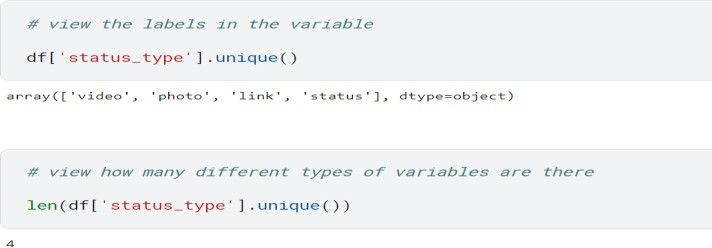 # view the labels in the variable
df['status_type'].unique()
array(['video', 'photo', 'link', 'status'], dtype=object)
# view how many different types of variables are there
len(df['status_type'].unique())
4